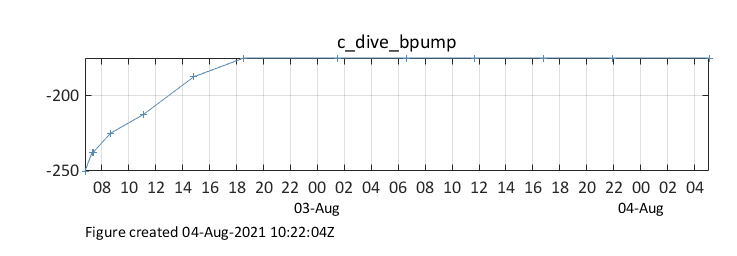 c_dive_bpump
-200
-250
08 10 12 14 16 18 20 22 00 02 04 06 08 10 12 14 16 18 20 22 00 02 04
03-Aug 04-Aug
Figure created 04-Aug-2021 10:22:04Z